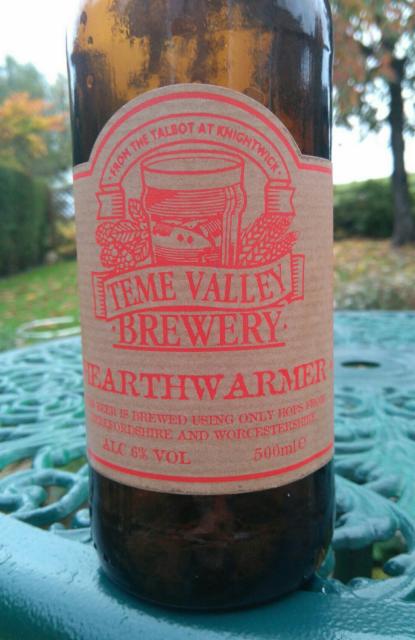 ·FROM THE TALBOT AT KNIGHTWICK·
TEME VALLEY
·BREWERY·
HEARTHWARMER
BEER IS BREWED USING ONLY HOPS FROM
HEREFORDSHIRE AND WORCESTERSHIRE
ALC 6% VOL 500ml e